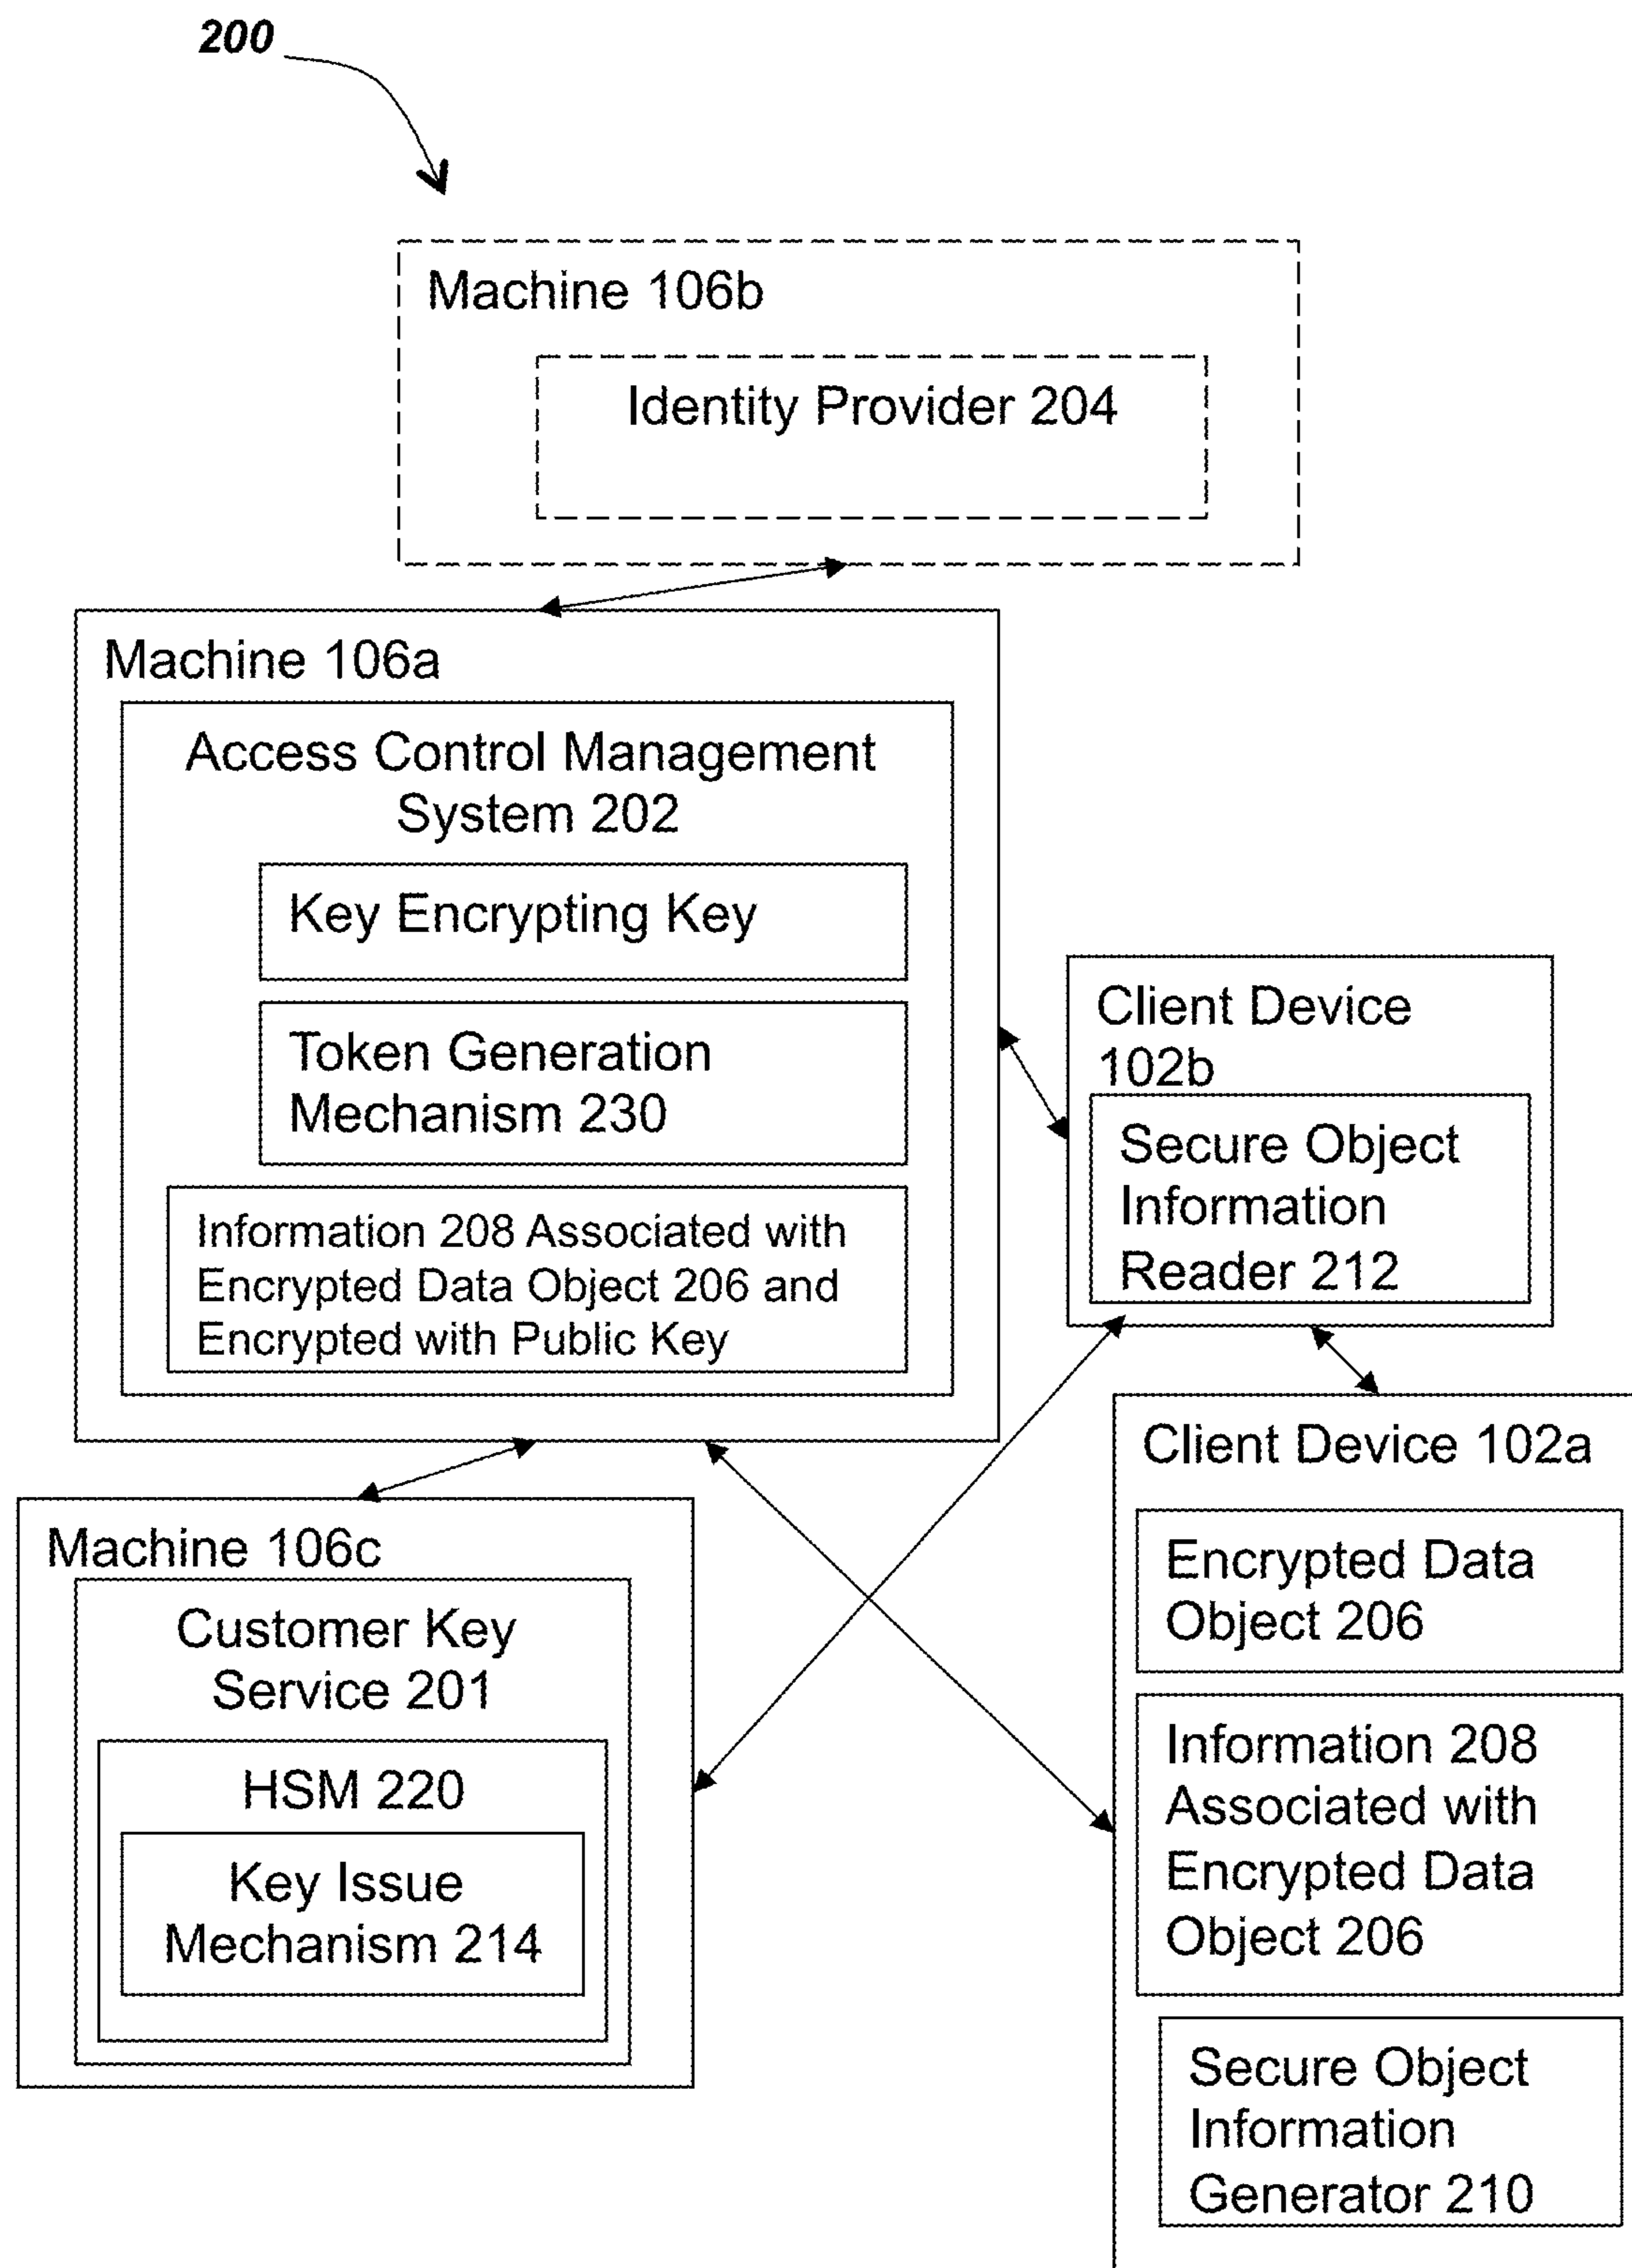 200
Machine 106b
Identity Provider 204
Machine 106a
Access Control Management
System 202
Key Encrypting Key
Token Generation
Mechanism 230
Information 208 Associated with
Encrypted Data Object 206 and
Encrypted with Public Key
Client Device
102b
Secure Object
Information
Reader 212
Machine 106c
Customer Key
Service 201
HSM 220
Key Issue
Mechanism 214
Client Device 102a
Encrypted Data
Object 206
Information 208
Associated with
Encrypted Data
Object 206
Secure Object
Information
Generator 210